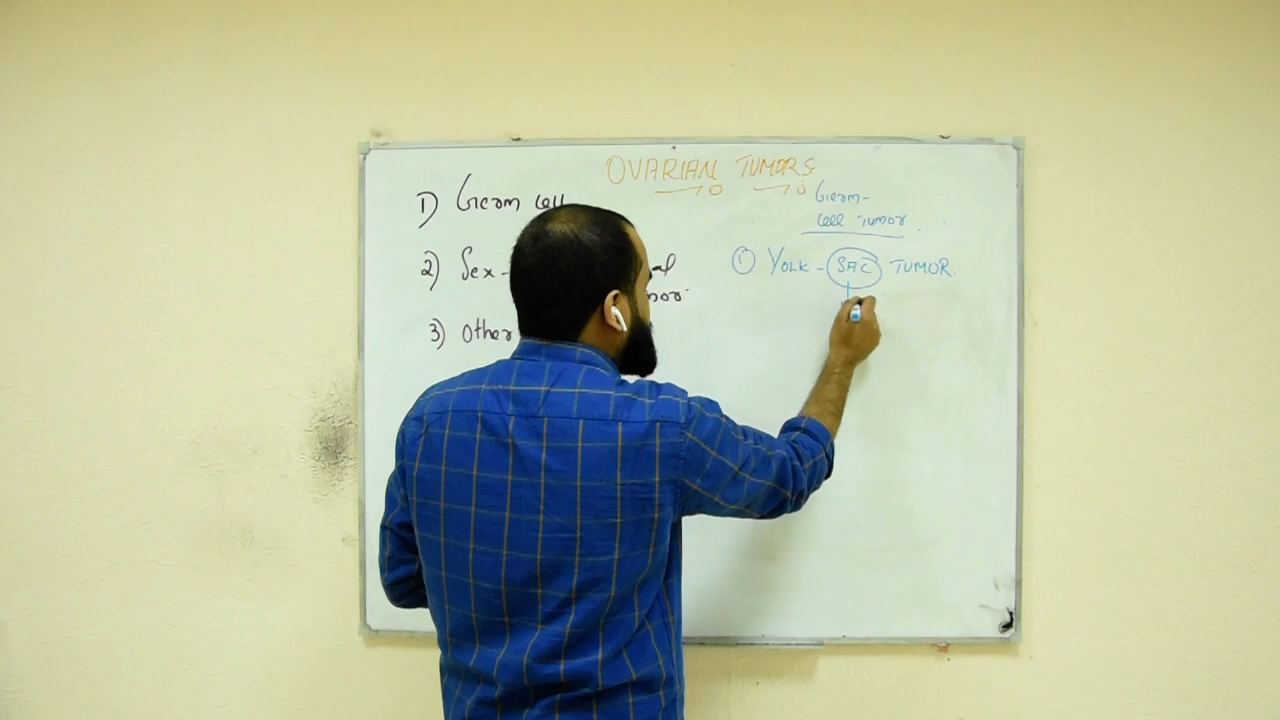 OVARIAN TUMORS
1) Germ cell
2) Sex-
3) Other
Germ-
cell Tumor
① YOLK-SAC TUMOR.